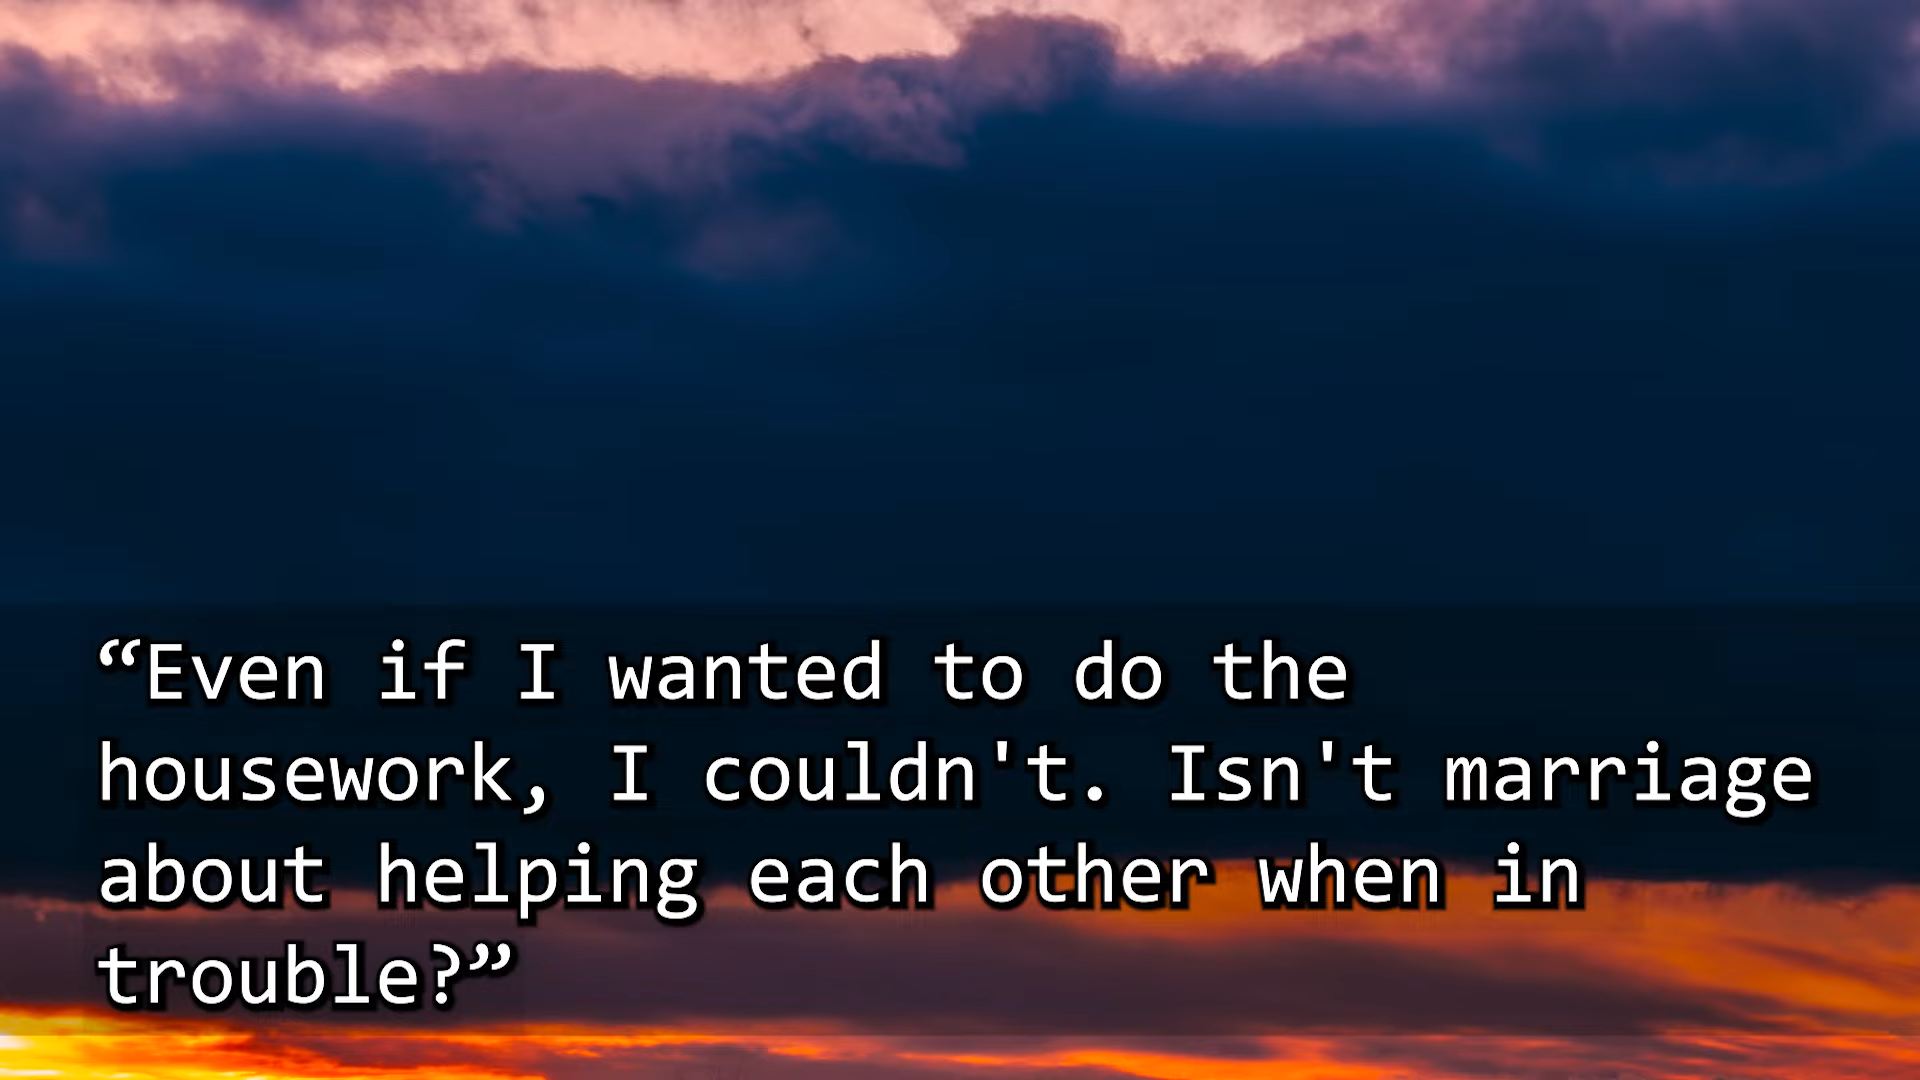 “Even if I wanted to do the
housework, I couldn't. Isn't marriage
about helping each other when in
trouble?”